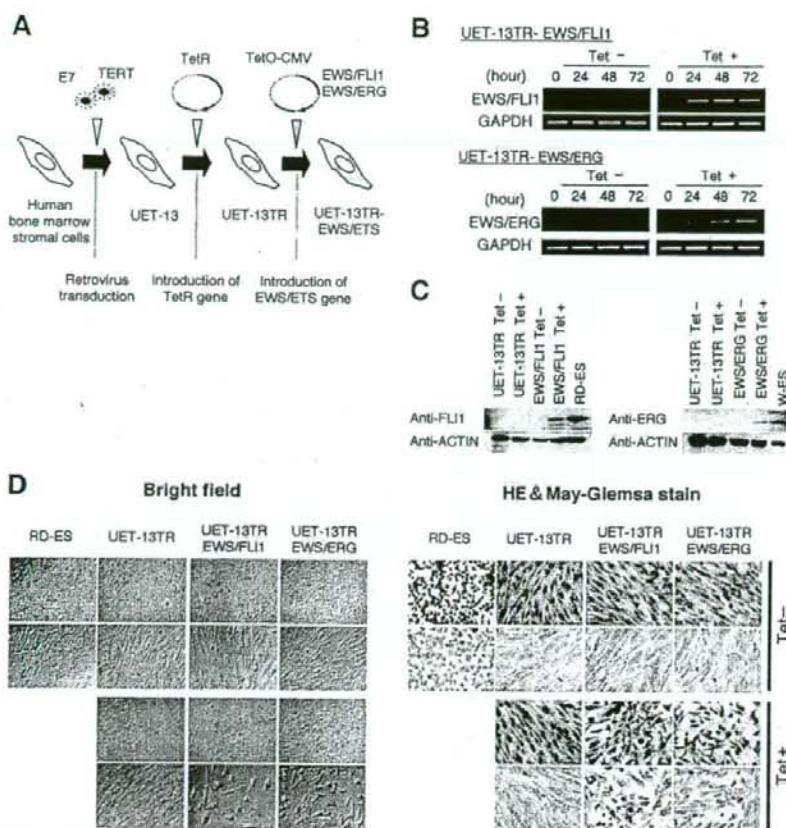 A
E7
TERT
TetR
TetO-CMV
EWS/FLI1
EWS/ERG
Human
bone marrow
stromal cells
UET-13
UET-13TR
UET-13TR-
EWS/ETS
Retrovirus
transduction
Introduction of
TetR gene
Introduction of
EWS/ETS gene
B
UET-13TR- EWS/FLI1
Tet − Tet +
(hour) 0 24 48 72 0 24 48 72
EWS/FLI1
GAPDH
UET-13TR- EWS/ERG
Tet − Tet +
(hour) 0 24 48 72 0 24 48 72
EWS/ERG
GAPDH
C
UET-13TR Tet −
UET-13TR Tet +
EWS/FLI1 Tet −
EWS/FLI1 Tet +
RD-ES
Anti-FLI1
Anti-ACTIN
UET-13TR Tet −
UET-13TR Tet +
EWS/ERG Tet −
EWS/ERG Tet +
W-ES
Anti-ERG
Anti-ACTIN
D
Bright field
RD-ES
UET-13TR
UET-13TR
EWS/FLI1
UET-13TR
EWS/ERG
HE & May-Glemsa stain
RD-ES
UET-13TR
UET-13TR
EWS/FLI1
UET-13TR
EWS/ERG
Tet−
Tet+